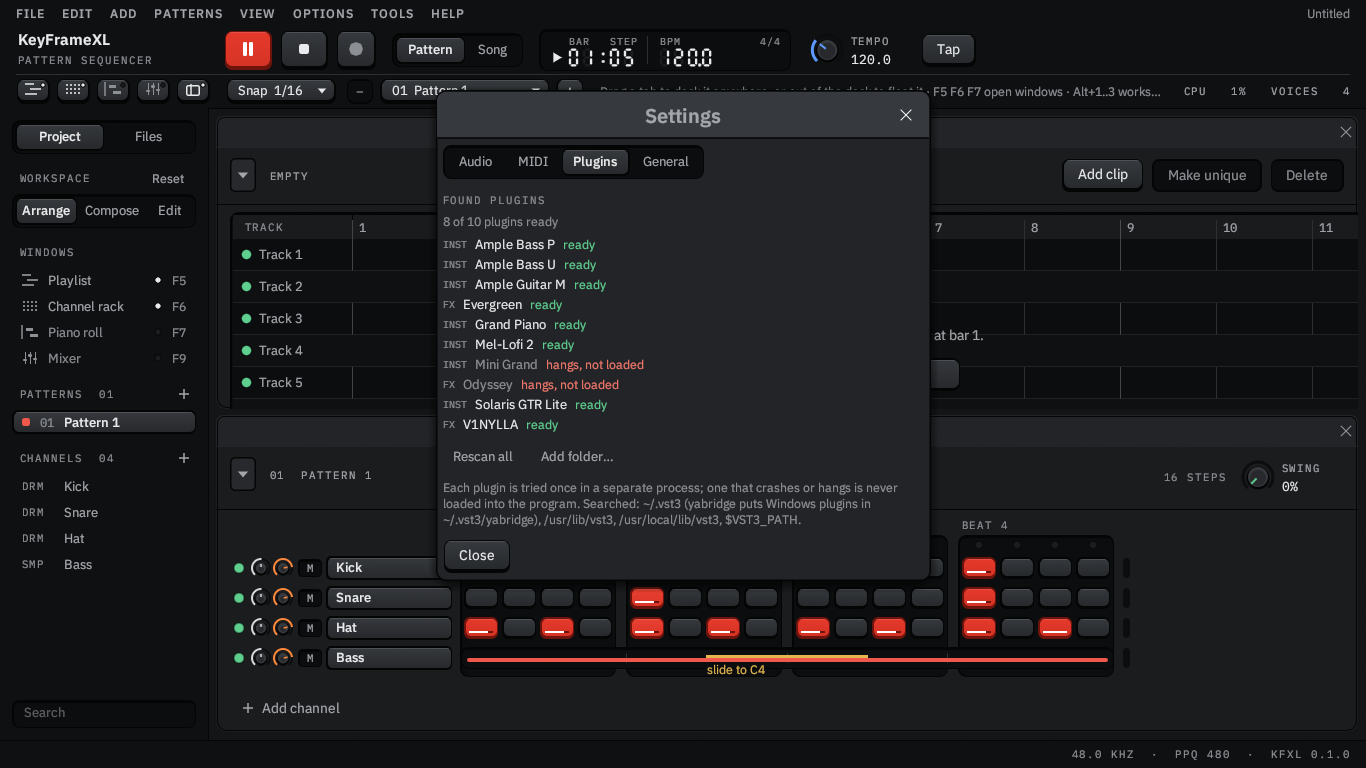 FILE EDIT ADD PATTERNS VIEW OPTIONS TOOLS HELP Untitled
KeyFrameXL
PATTERN SEQUENCER
Pattern Song
BAR STEP BPM 4/4
01:05 120.0
TEMPO
120.0
Tap
Snap 1/16
01 Pattern 1
F5 F6 F7 open windows · Alt+1..3 works...
CPU 1% VOICES 4
Project Files
WORKSPACE Reset
Arrange Compose Edit
WINDOWS
Playlist F5
Channel rack F6
Piano roll F7
Mixer F9
PATTERNS 01 +
01 Pattern 1
CHANNELS 04 +
DRM Kick
DRM Snare
DRM Hat
SMP Bass
Search
EMPTY
Add clip Make unique Delete
TRACK 1 7 8 9 10 11
Track 1
Track 2
Track 3
Track 4
Track 5
at bar 1.
Settings
Audio MIDI Plugins General
FOUND PLUGINS
8 of 10 plugins ready
INST Ample Bass P ready
INST Ample Bass U ready
INST Ample Guitar M ready
FX Evergreen ready
INST Grand Piano ready
INST Mel-Lofi 2 ready
INST Mini Grand hangs, not loaded
FX Odyssey hangs, not loaded
INST Solaris GTR Lite ready
FX V1NYLLA ready
Rescan all Add folder...
Each plugin is tried once in a separate process; one that crashes or hangs is never
loaded into the program. Searched: ~/.vst3 (yabridge puts Windows plugins in
~/.vst3/yabridge), /usr/lib/vst3, /usr/local/lib/vst3, $VST3_PATH.
Close
01 PATTERN 1
16 STEPS
SWING
0%
BEAT 4
M Kick
M Snare
M Hat
M Bass
slide to C4
+ Add channel
48.0 KHZ · PPQ 480 · KFXL 0.1.0